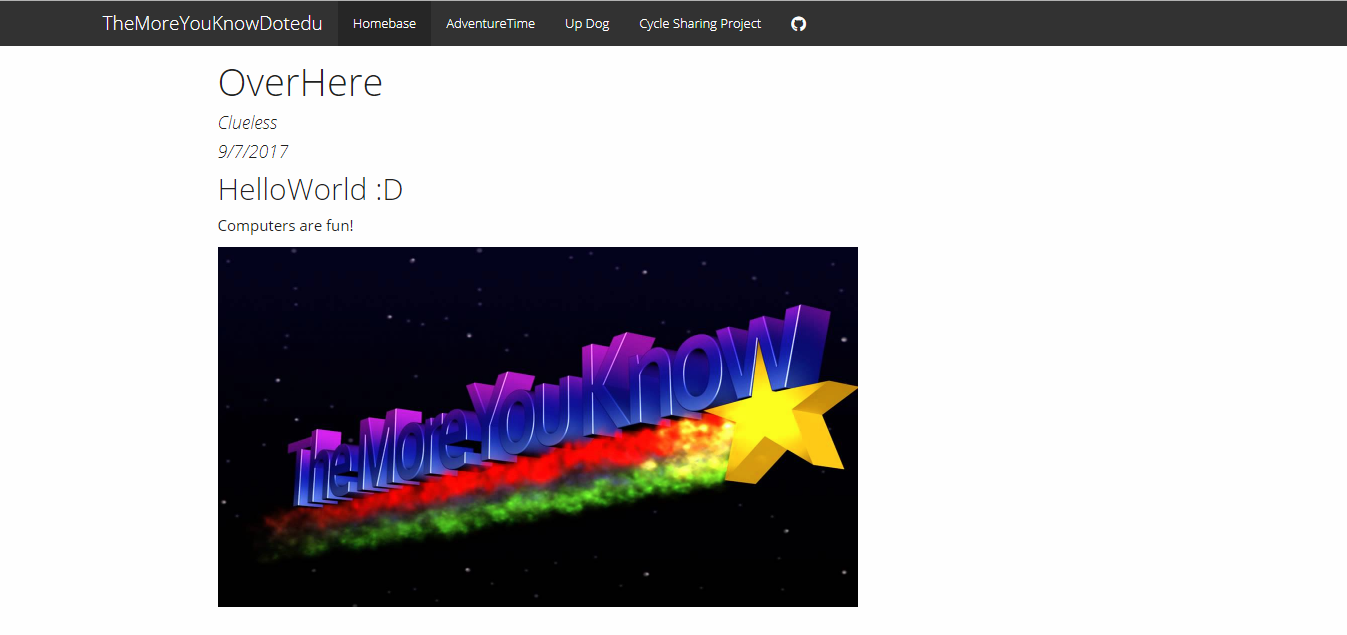 TheMoreYouKnowDotedu Homebase AdventureTime Up Dog Cycle Sharing Project
OverHere
Clueless
9/7/2017
HelloWorld :D
Computers are fun!
The More You Know